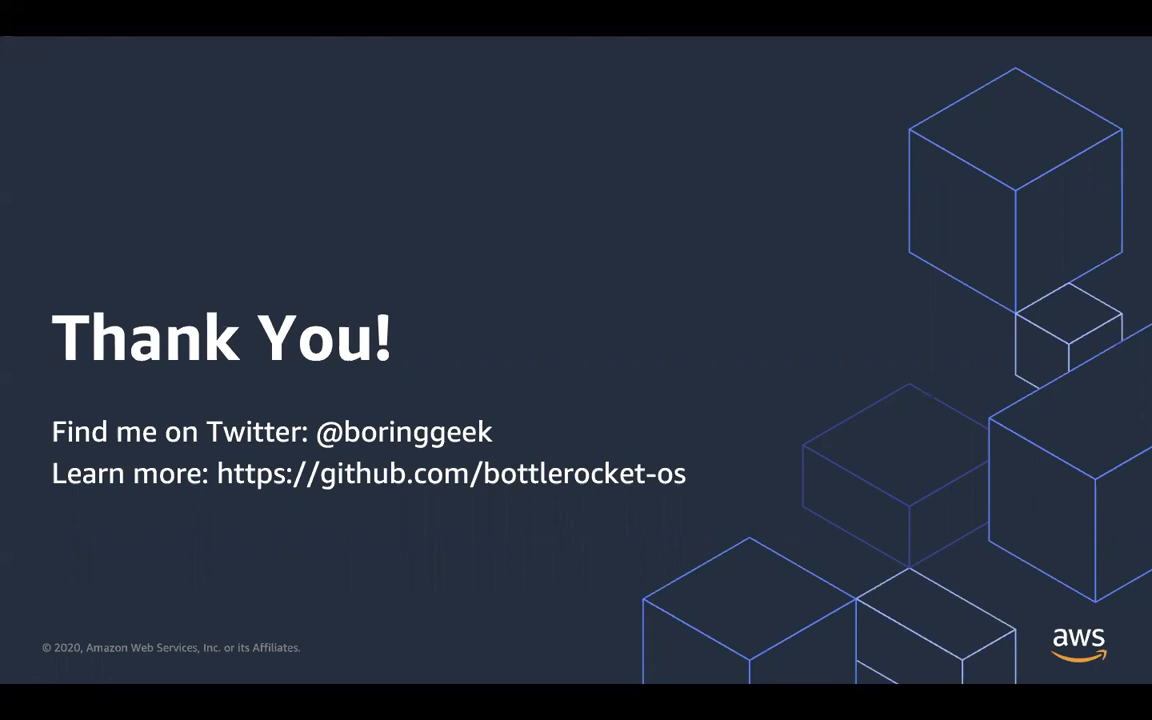 Thank You!
Find me on Twitter: @boringgeek
Learn more: https://github.com/bottlerocket-os
© 2020, Amazon Web Services, Inc. or its Affiliates.
aws